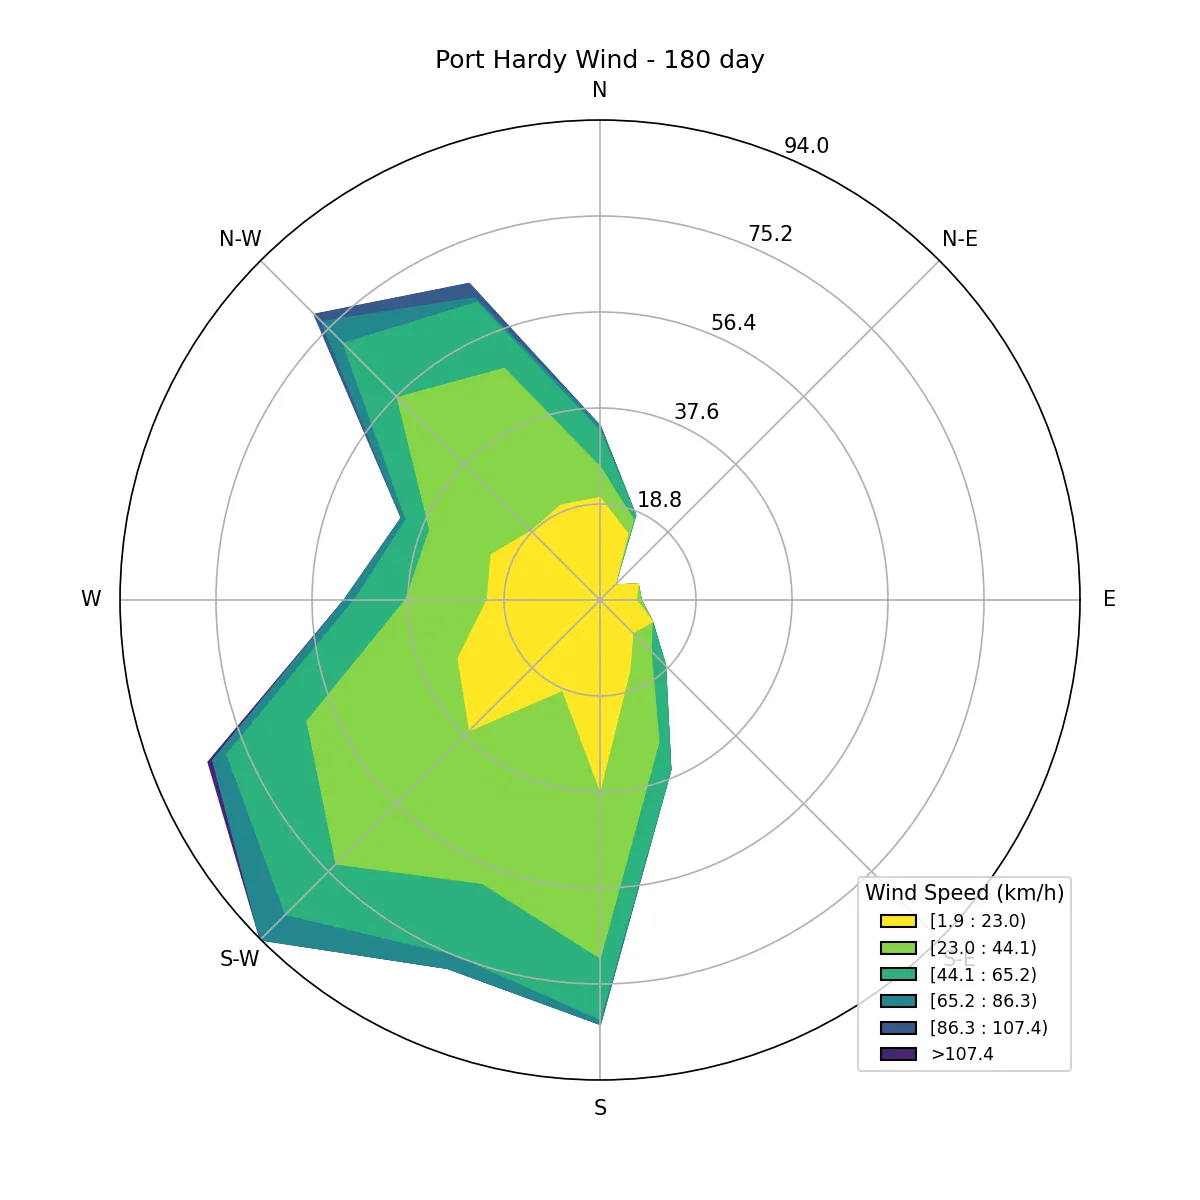 Port Hardy Wind - 180 day
N
94.0
N-W
N-E
75.2
56.4
37.6
18.8
W
E
S-W
S-E
S
Wind Speed (km/h)
[1.9 : 23.0)
[23.0 : 44.1)
[44.1 : 65.2)
[65.2 : 86.3)
[86.3 : 107.4)
>107.4